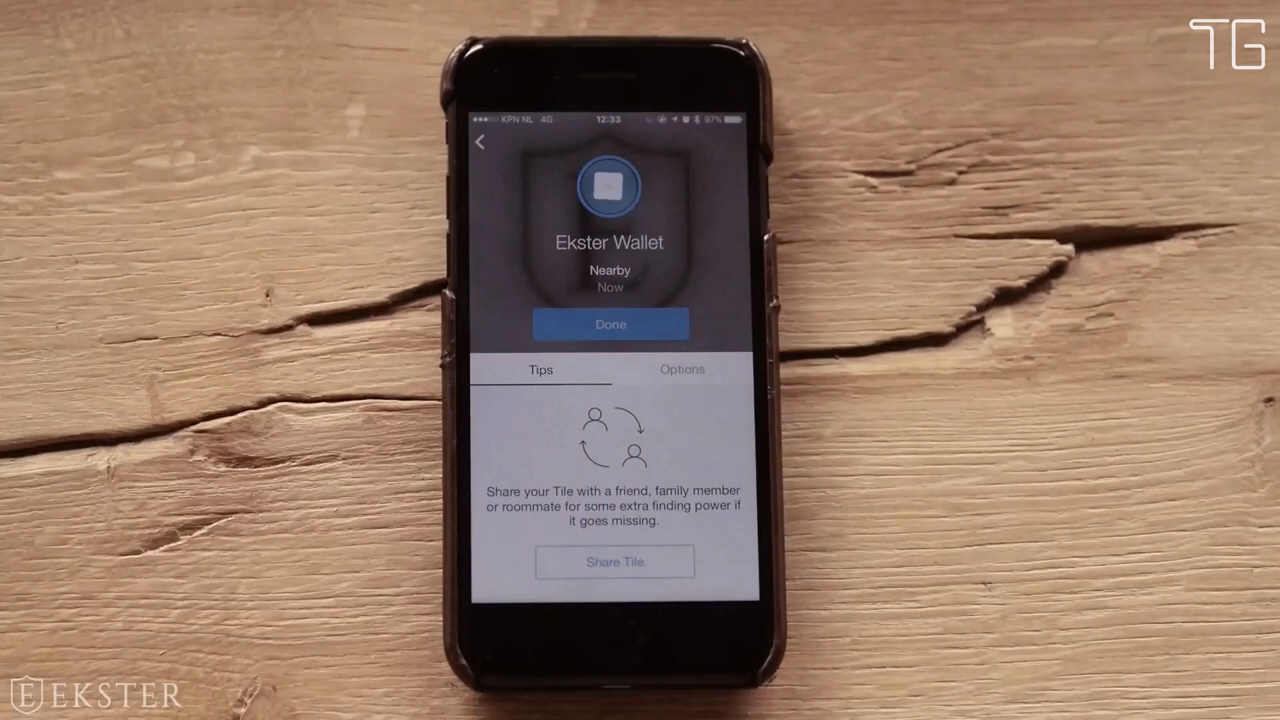 TG
KPN NL 4G 12:33 97%
Ekster Wallet
Nearby
Now
Done
Tips Options
Share your Tile with a friend, family member
or roommate for some extra finding power if
it goes missing.
Share Tile
E EKSTER